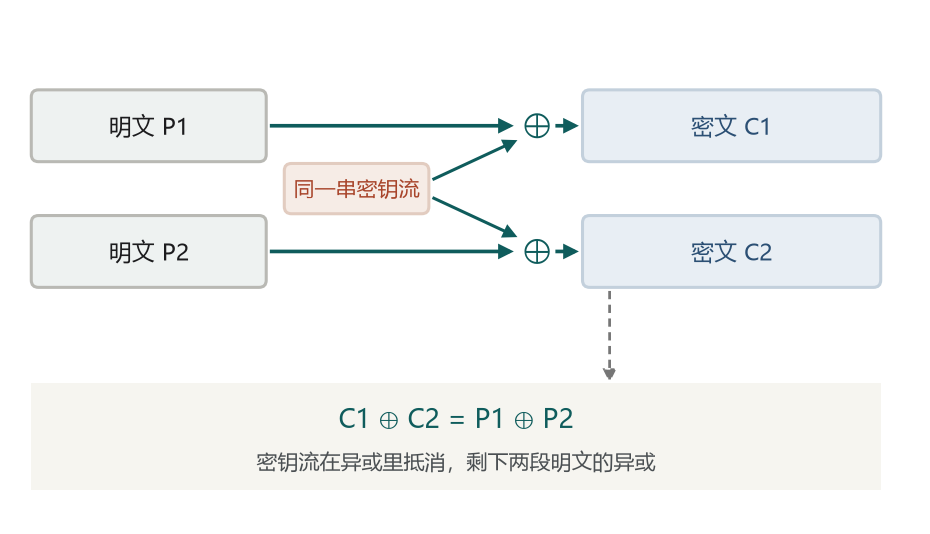 明文 P1
⊕
密文 C1
同一串密钥流
明文 P2
⊕
密文 C2
C1 ⊕ C2 = P1 ⊕ P2
密钥流在异或里抵消，剩下两段明文的异或